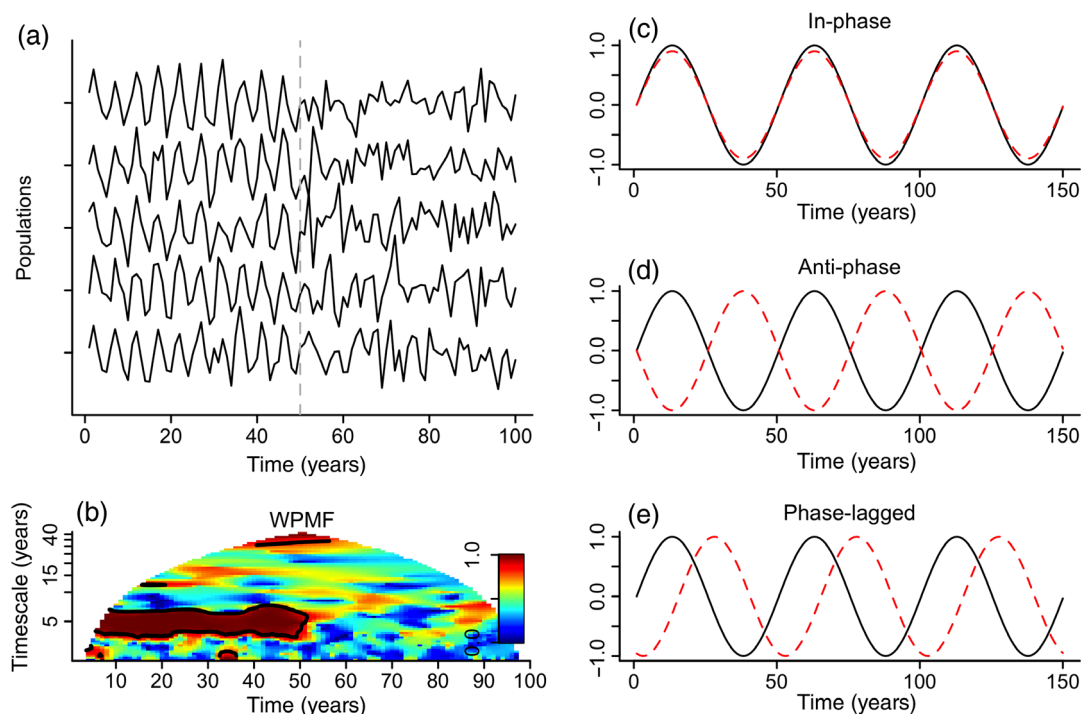 (a)
Populations
0 20 40 60 80 100
Time (years)
(b)
WPMF
Timescale (years)
40
15
5
1.0
0.0
10 20 30 40 50 60 70 80 90 100
Time (years)
(c)
In-phase
1.0
0.0
−1.0
0 50 100 150
Time (years)
(d)
Anti-phase
1.0
0.0
−1.0
0 50 100 150
Time (years)
(e)
Phase-lagged
1.0
0.0
−1.0
0 50 100 150
Time (years)